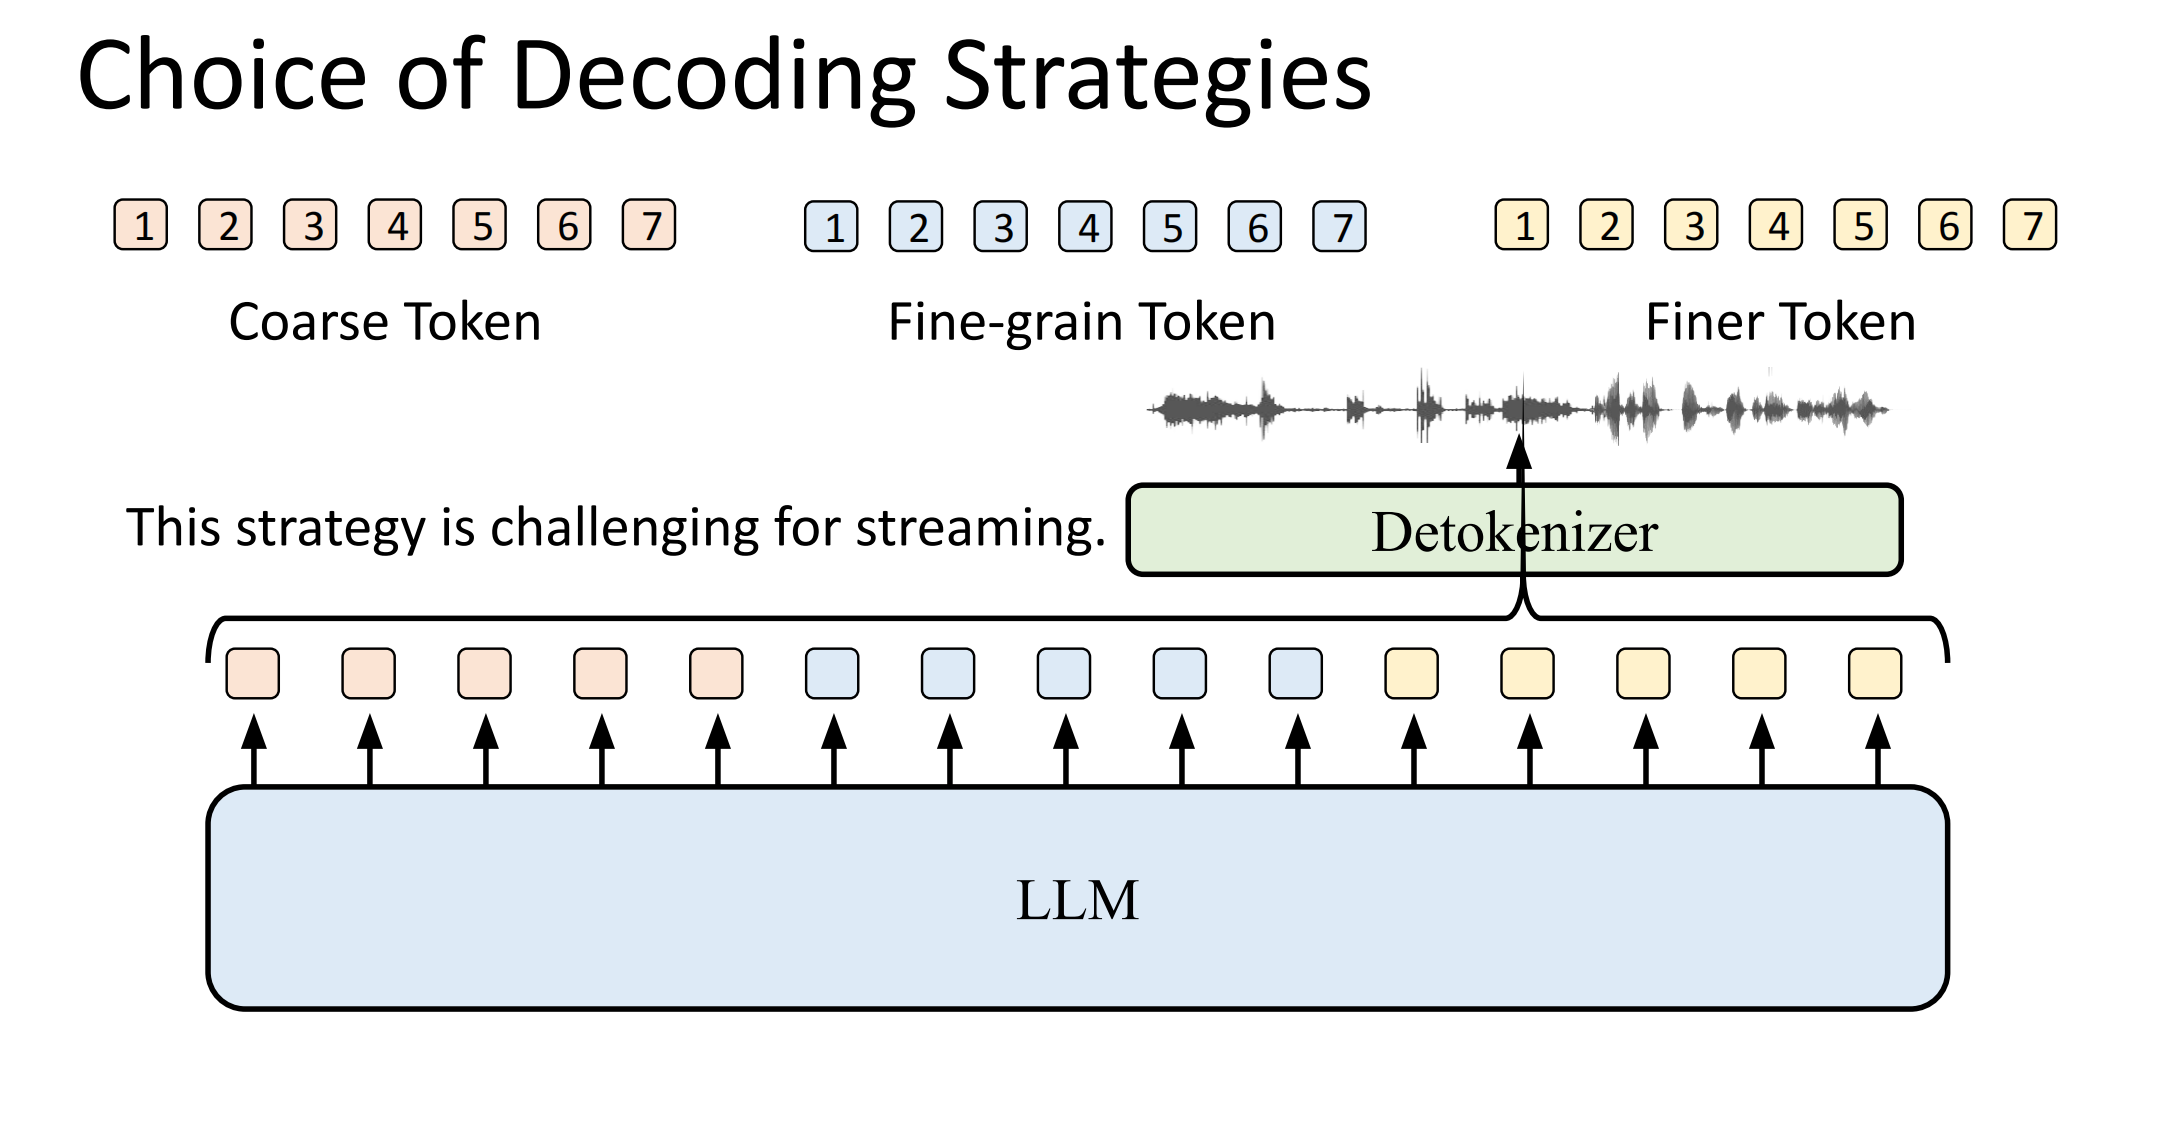 Choice of Decoding Strategies
1 2 3 4 5 6 7
1 2 3 4 5 6 7
1 2 3 4 5 6 7
Coarse Token
Fine-grain Token
Finer Token
This strategy is challenging for streaming.
Detokenizer
LLM